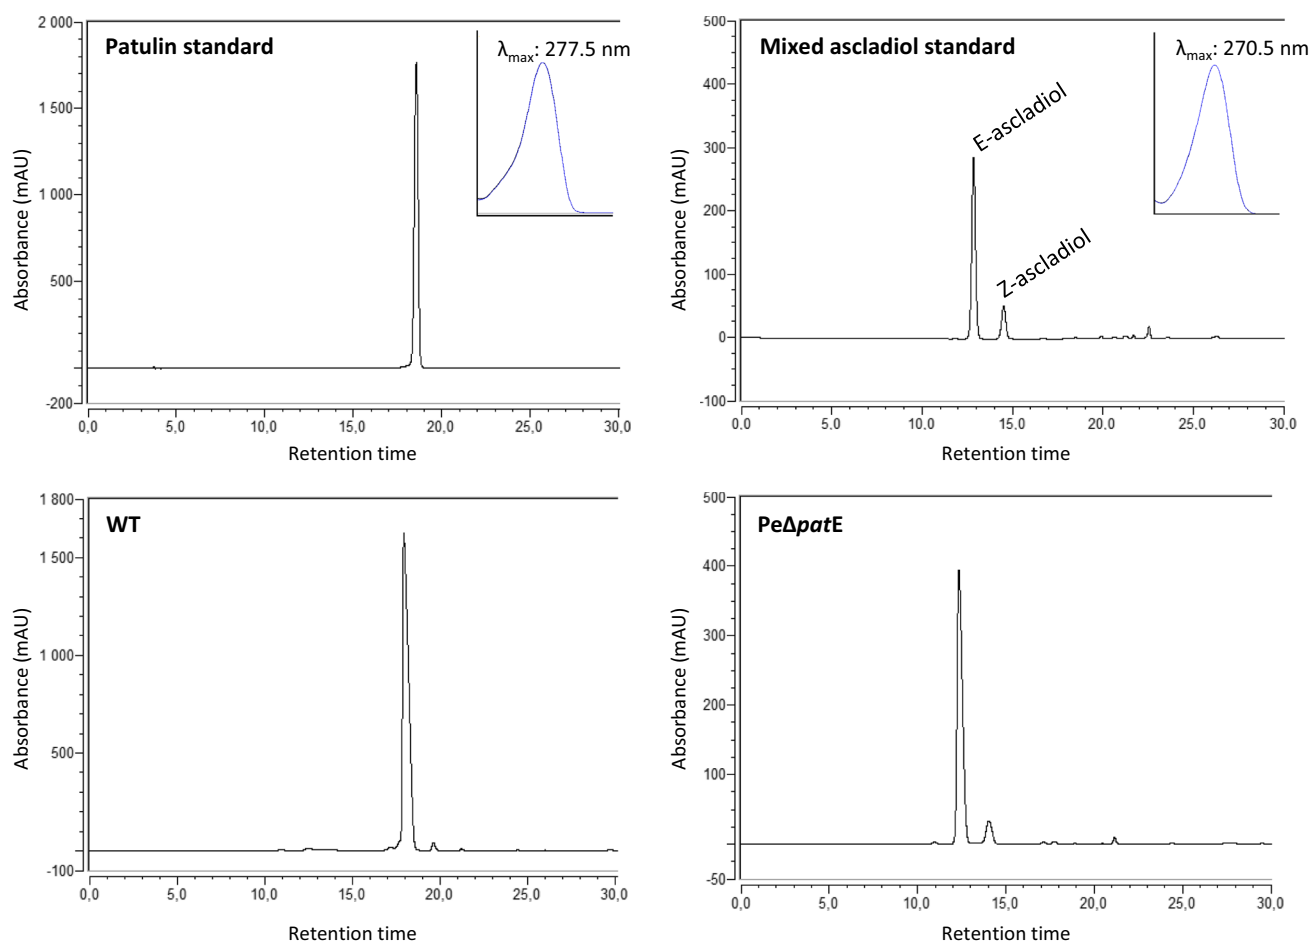 Patulin standard
λmax: 277.5 nm
2 000
1 500
1 000
500
-200
Absorbance (mAU)
0,0 5,0 10,0 15,0 20,0 25,0 30,0
Retention time
Mixed ascladiol standard
λmax: 270.5 nm
E-ascladiol
Z-ascladiol
500
400
300
200
100
0
-100
Absorbance (mAU)
0.0 5.0 10.0 15.0 20.0 25.0 30.0
Retention time
WT
1 800
1 500
1 000
500
-100
Absorbance (mAU)
0,0 5,0 10,0 15,0 20,0 25,0 30,0
Retention time
PeΔpatE
500
400
300
200
100
-50
Absorbance (mAU)
0,0 5,0 10,0 15,0 20,0 25,0 30,0
Retention time